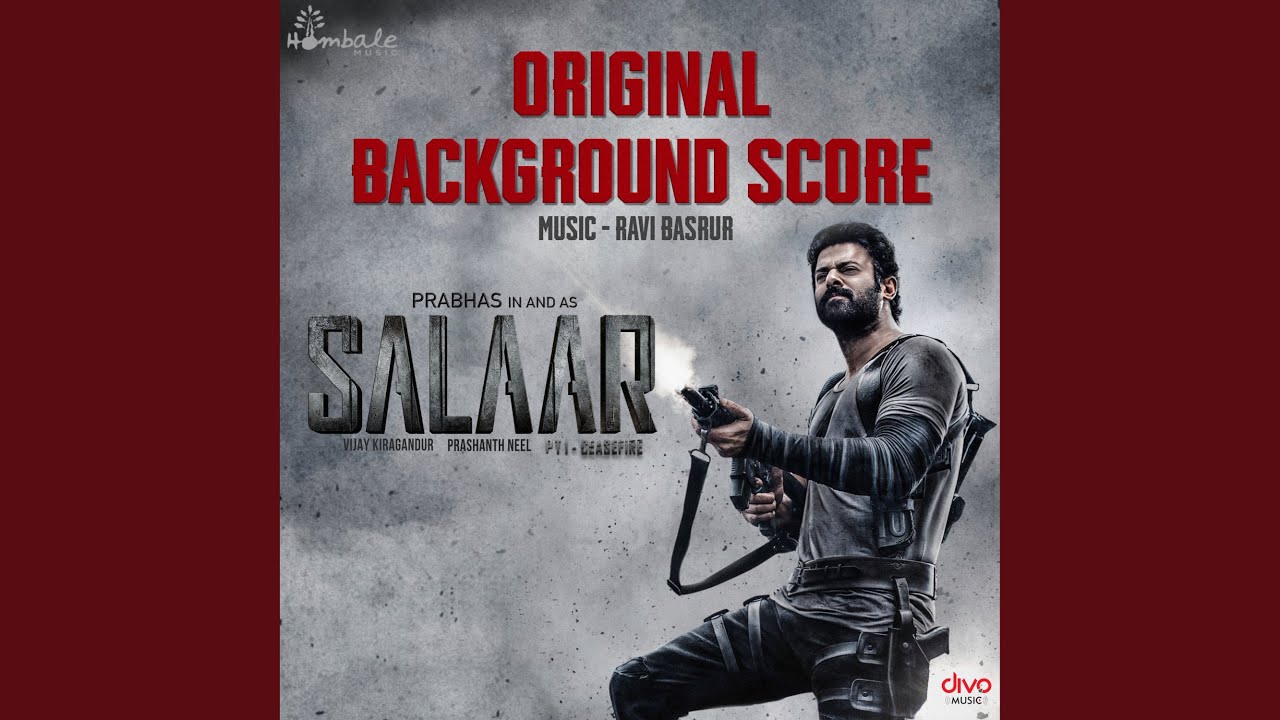 Hombale
MUSIC
ORIGINAL
BACKGROUND SCORE
MUSIC - RAVI BASRUR
PRABHAS IN AND AS
SALAAR
VIJAY KIRAGANDUR PRASHANTH NEEL PT 1 - CEASEFIRE
divo
MUSIC